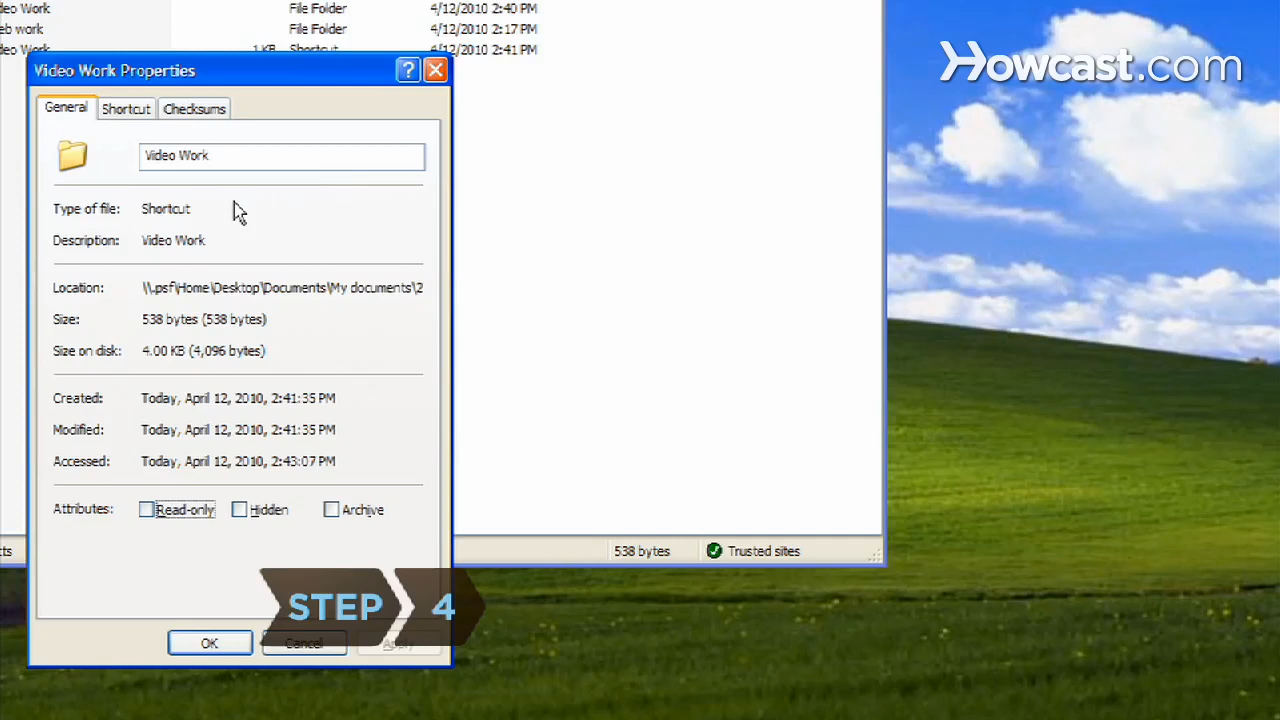 eo Work File Folder 4/12/2010 2:40 PM
eb work File Folder 4/12/2010 2:17 PM
eo Work 1 KB Shortcut 4/12/2010 2:41 PM
Howcast.com
Video Work Properties
General Shortcut Checksums
Video Work
Type of file: Shortcut
Description: Video Work
Location: \\.psf\Home\Desktop\Documents\My documents\2
Size: 538 bytes (538 bytes)
Size on disk: 4.00 KB (4,096 bytes)
Created: Today, April 12, 2010, 2:41:35 PM
Modified: Today, April 12, 2010, 2:41:35 PM
Accessed: Today, April 12, 2010, 2:43:07 PM
Attributes: Read-only Hidden Archive
cts 538 bytes Trusted sites
STEP 4
OK Cancel Apply